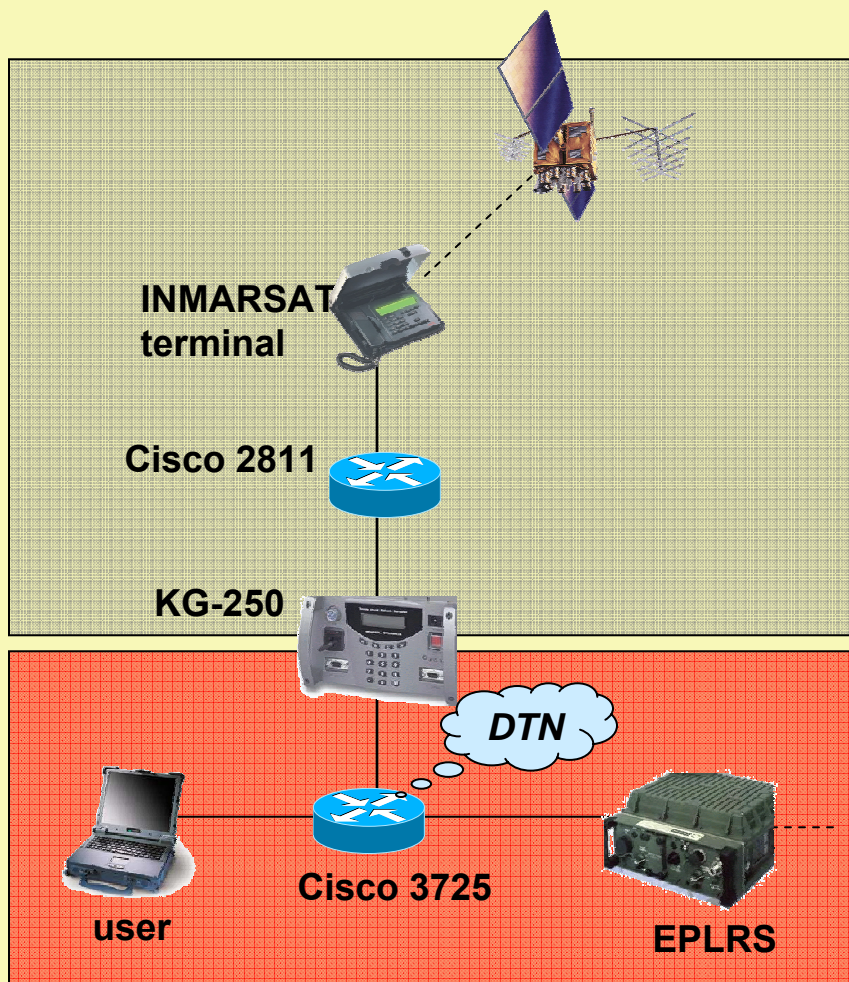 INMARSAT
terminal
Cisco 2811
KG-250
DTN
Cisco 3725
user
EPLRS